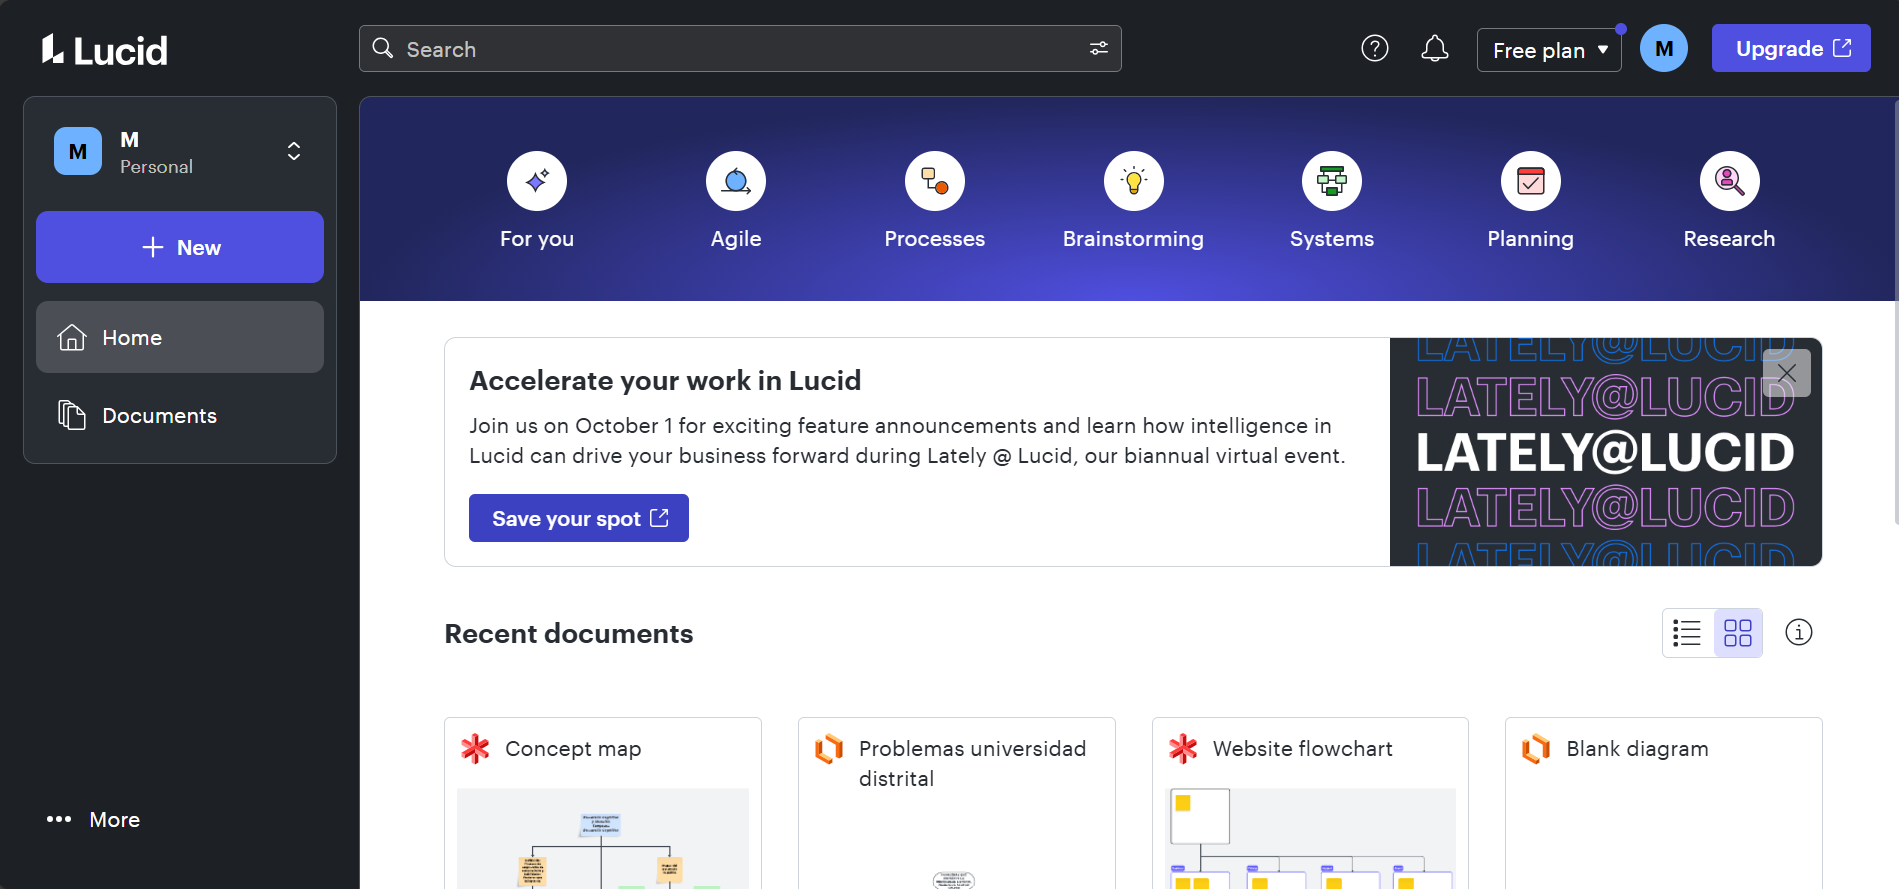 Lucid
Search
Free plan
M
Upgrade
M
M
Personal
New
Home
Documents
More
For you
Agile
Processes
Brainstorming
Systems
Planning
Research
Accelerate your work in Lucid
Join us on October 1 for exciting feature announcements and learn how intelligence in
Lucid can drive your business forward during Lately @ Lucid, our biannual virtual event.
Save your spot
LATELY@LUCID
LATELY@LUCID
LATELY@LUCID
LATELY@LUCID
LATELY@LUCID
Recent documents
Concept map
Problemas universidad
distrital
Website flowchart
Blank diagram